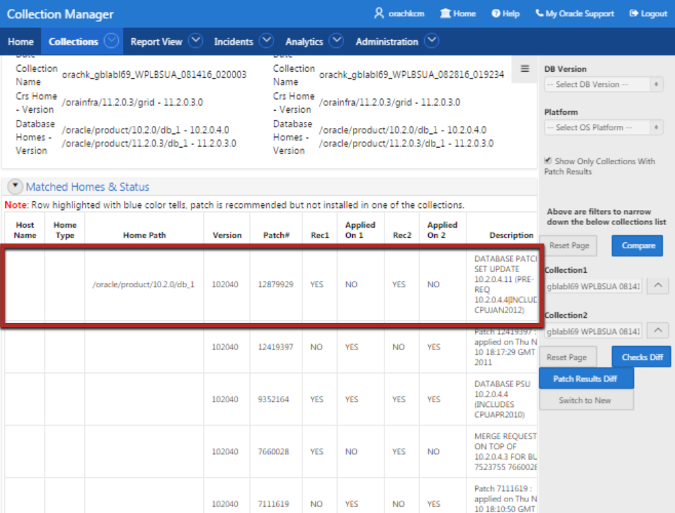 Collection Manager
orachkcm
Home
Help
My Oracle Support
Logout
Home
Collections
Report View
Incidents
Analytics
Administration
Date
Collection Name
orachk_gblabl69_WPLBSUA_081416_020003
Crs Home - Version
/orainfra/11.2.0.3/grid - 11.2.0.3.0
Database Homes - Version
/oracle/product/10.2.0/db_1 - 10.2.0.4.0
/oracle/product/11.2.0.3/db_1 - 11.2.0.3.0
Date
Collection Name
orachk_gblabl69_WPLBSUA_082816_019234
Crs Home - Version
/orainfra/11.2.0.3/grid - 11.2.0.3.0
Database Homes - Version
/oracle/product/10.2.0/db_1 - 10.2.0.4.0
/oracle/product/11.2.0.3/db_1 - 11.2.0.3.0
Matched Homes & Status
Note: Row highlighted with blue color tells, patch is recommended but not installed in one of the collections.
Host Name
Home Type
Home Path
Version
Patch#
Rec1
Applied On 1
Rec2
Applied On 2
Description
/oracle/product/10.2.0/db_1
102040
12879929
YES
NO
YES
NO
DATABASE PATCH
SET UPDATE
10.2.0.4.11 (PRE-
REQ
10.2.0.4.4|INCLUD
CPUJAN2012)
102040
12419397
NO
YES
NO
YES
Patch 12419397 :
applied on Thu N
10 18:17:29 GMT
2011
102040
9352164
YES
YES
YES
YES
DATABASE PSU
10.2.0.4.4
(INCLUDES
CPUAPR2010)
102040
7660028
YES
NO
YES
NO
MERGE REQUEST
ON TOP OF
10.2.0.4.3 FOR BU
7523755 7660028
102040
7111619
NO
YES
NO
YES
Patch 7111619 :
applied on Thu N
10 18:10:50 GMT
DB Version
-- Select DB Version --
Platform
-- Select OS Platform --
Show Only Collections With
Patch Results
Above are filters to narrow
down the below collections list
Reset Page
Compare
Collection1
gblabl69 WPLBSUA 0814
Collection2
gblabl69 WPLBSUA 0814
Reset Page
Checks Diff
Patch Results Diff
Switch to New